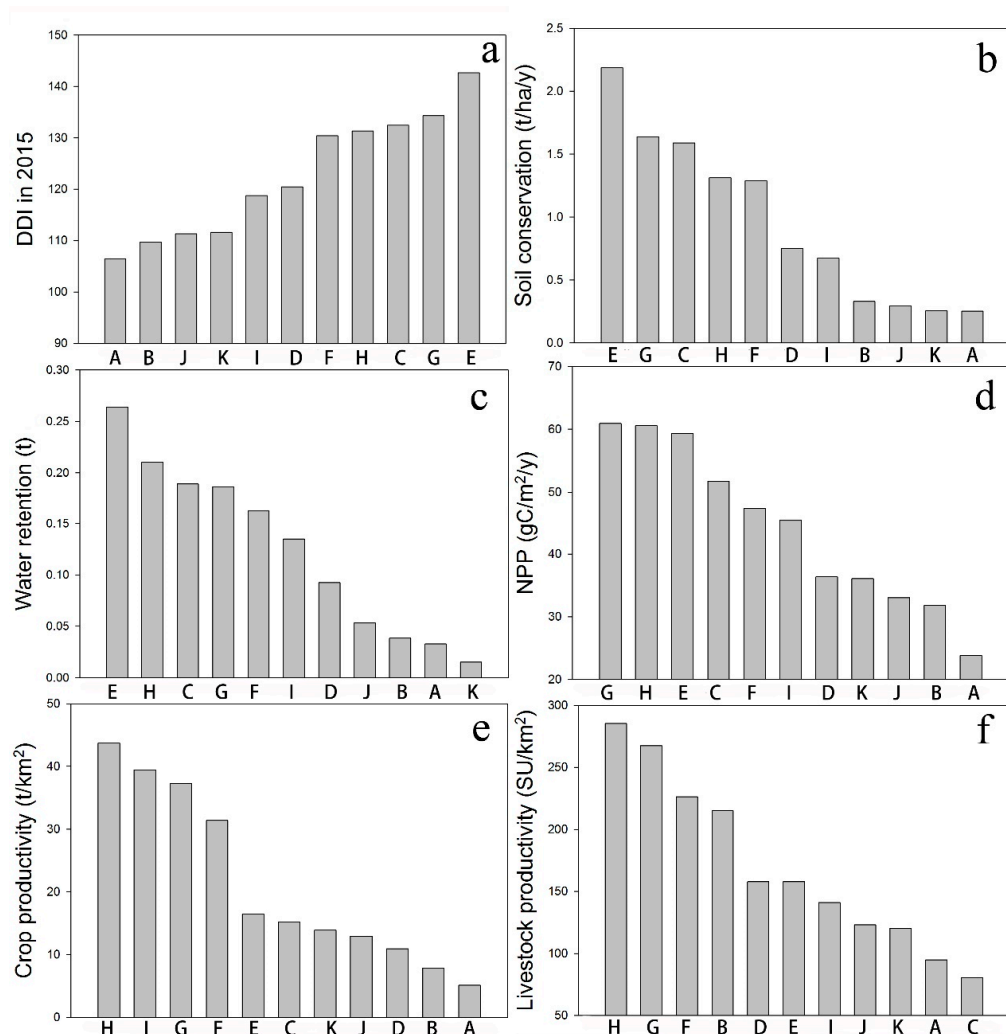 a
DDI in 2015
150
140
130
120
110
100
90
A B J K I D F H C G E
b
Soil conservation (t/ha/y)
2.5
2.0
1.5
1.0
0.5
0.0
E G C H F D I B J K A
c
Water retention (t)
0.30
0.25
0.20
0.15
0.10
0.05
0.00
E H C G F I D J B A K
d
NPP (gC/m²/y)
70
60
50
40
30
20
G H E C F I D K J B A
e
Crop productivity (t/km²)
50
40
30
20
10
0
H I G F E C K J D B A
f
Livestock productivity (SU/km²)
300
250
200
150
100
50
H G F B D E I J K A C